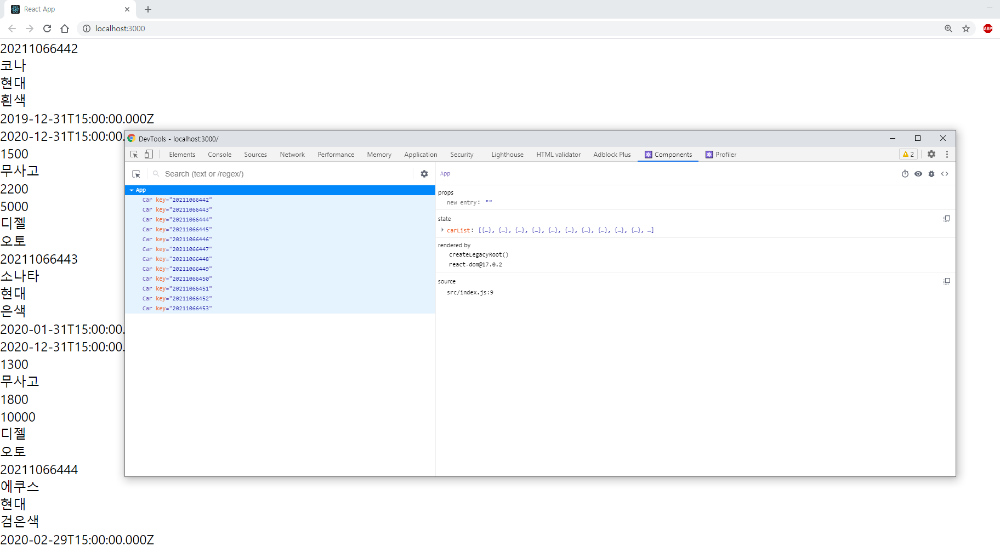 React App
localhost:3000
ABP
20211066442
코나
현대
흰색
2019-12-31T15:00:00.000Z
2020-12-31T15:00:00.
1500
무사고
2200
5000
디젤
오토
20211066443
소나타
현대
은색
2020-01-31T15:00:00.
2020-12-31T15:00:00.
1300
무사고
1800
10000
디젤
오토
20211066444
에쿠스
현대
검은색
2020-02-29T15:00:00.000Z
DevTools - localhost:3000/
Elements Console Sources Network Performance Memory Application Security Lighthouse HTML validator Adblock Plus Components Profiler 2
Search (text or /regex/)
App
Car key="20211066442"
Car key="20211066443"
Car key="20211066444"
Car key="20211066445"
Car key="20211066446"
Car key="20211066447"
Car key="20211066448"
Car key="20211066449"
Car key="20211066450"
Car key="20211066451"
Car key="20211066452"
Car key="20211066453"
App
props
new entry: ""
state
carList: [{…}, {…}, {…}, {…}, {…}, {…}, {…}, {…}, {…}, {…}, …]
rendered by
createLegacyRoot()
react-dom@17.0.2
source
src/index.js:9